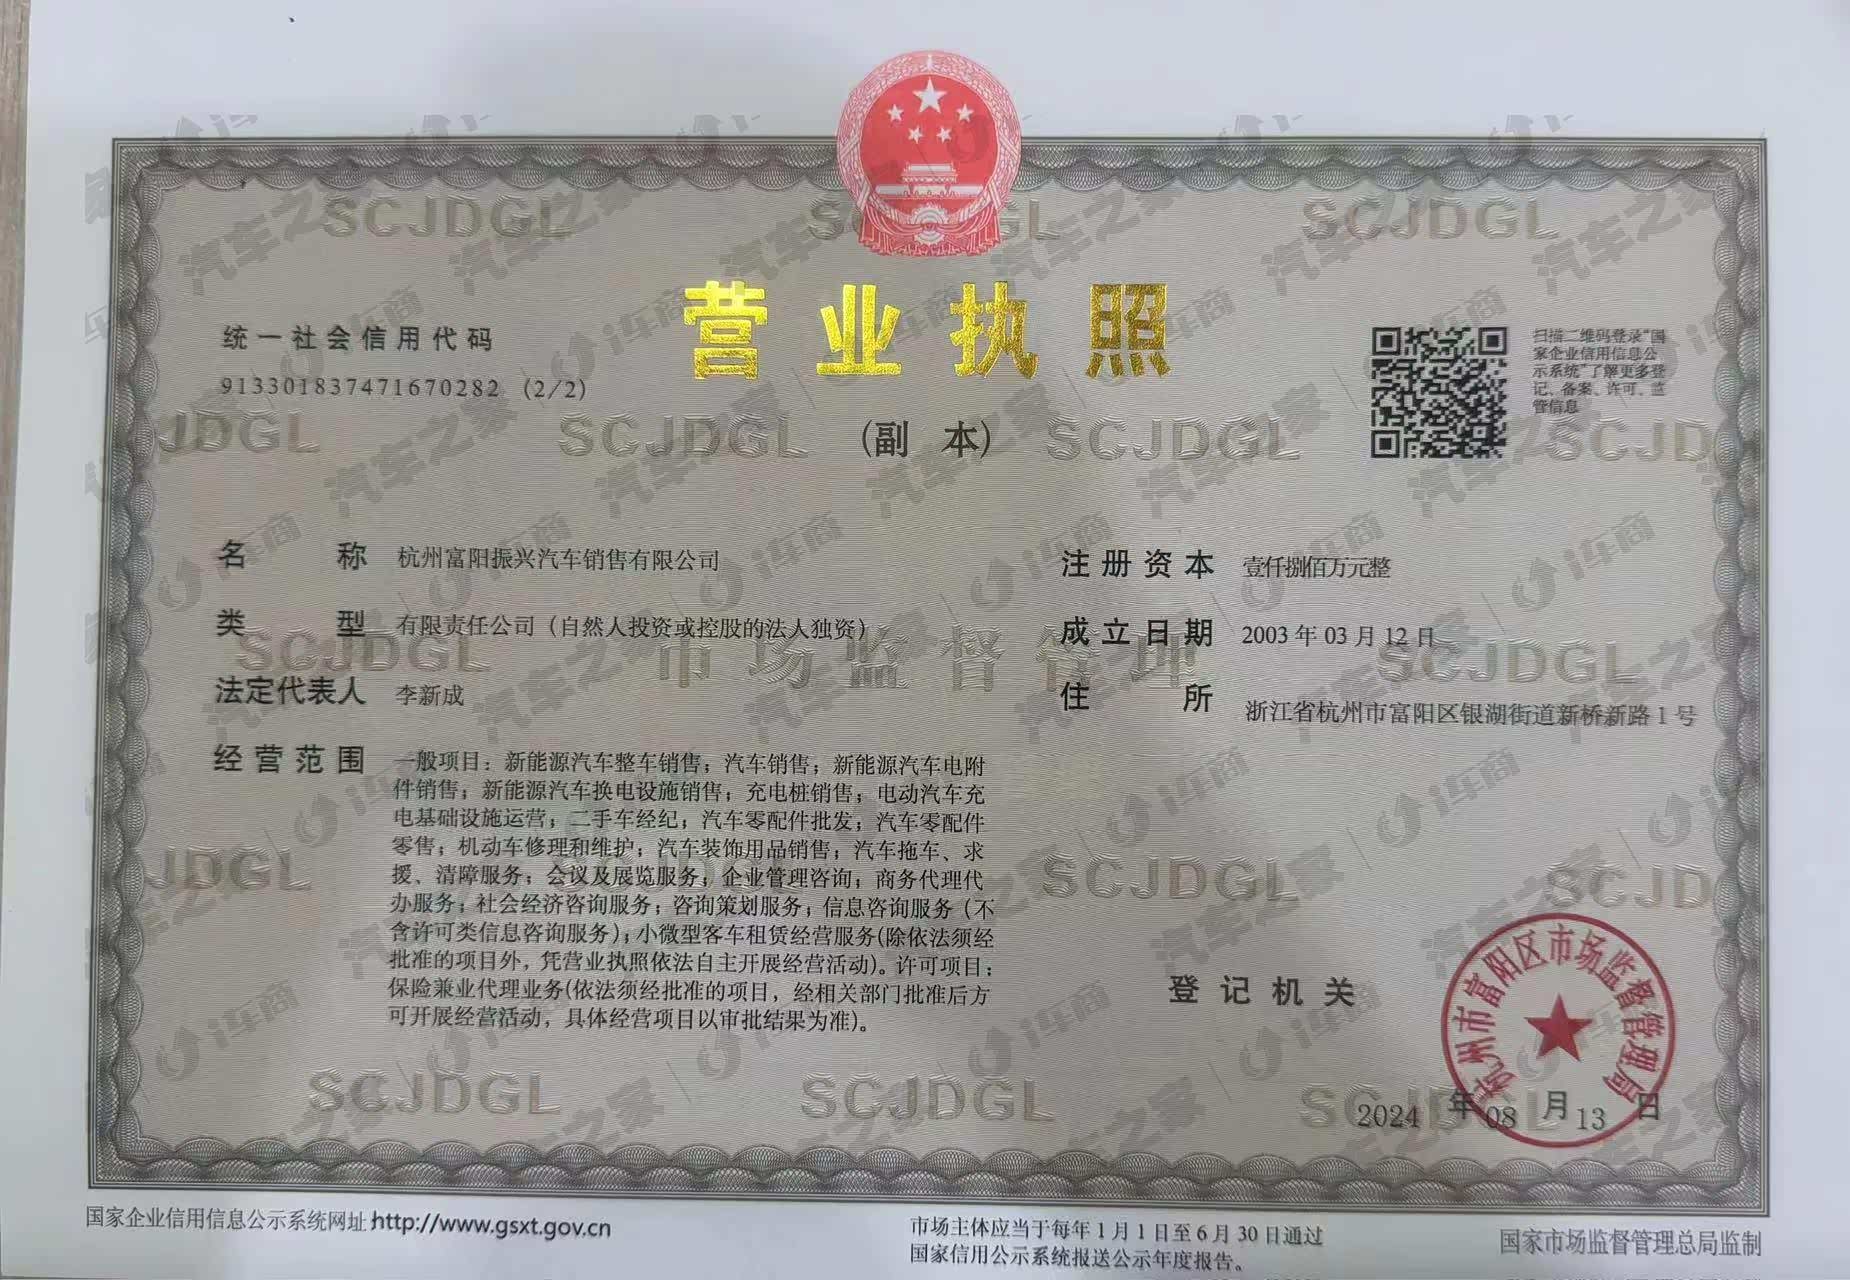 营业执照
(副 本)
统一社会信用代码
913301837471670282 (2/2)
扫描二维码登录"国
家企业信用信息公
示系统"了解更多登
记、备案、许可、监
管信息
名 称 杭州富阳振兴汽车销售有限公司
类 型 有限责任公司（自然人投资或控股的法人独资）
法定代表人 李新成
经营范围 一般项目：新能源汽车整车销售；汽车销售；新能源汽车电附
件销售；新能源汽车换电设施销售；充电桩销售；电动汽车充
电基础设施运营；二手车经纪；汽车零配件批发；汽车零配件
零售；机动车修理和维护；汽车装饰用品销售；汽车拖车、求
援、清障服务；会议及展览服务；企业管理咨询；商务代理代
办服务；社会经济咨询服务；咨询策划服务；信息咨询服务（不
含许可类信息咨询服务）；小微型客车租赁经营服务(除依法须经
批准的项目外，凭营业执照依法自主开展经营活动)。许可项目：
保险兼业代理业务(依法须经批准的项目，经相关部门批准后方
可开展经营活动，具体经营项目以审批结果为准)。
注册资本 壹仟捌佰万元整
成立日期 2003年03月12日
住 所 浙江省杭州市富阳区银湖街道新桥新路1号
登记机关
杭州市富阳区市场监督管理局
2024 年 08 月 13 日
国家企业信用信息公示系统网址http://www.gsxt.gov.cn
市场主体应当于每年1月1日至6月30日通过
国家信用公示系统报送公示年度报告。
国家市场监督管理总局监制
SCJDGL
市场监督管理
汽车之家
i车商